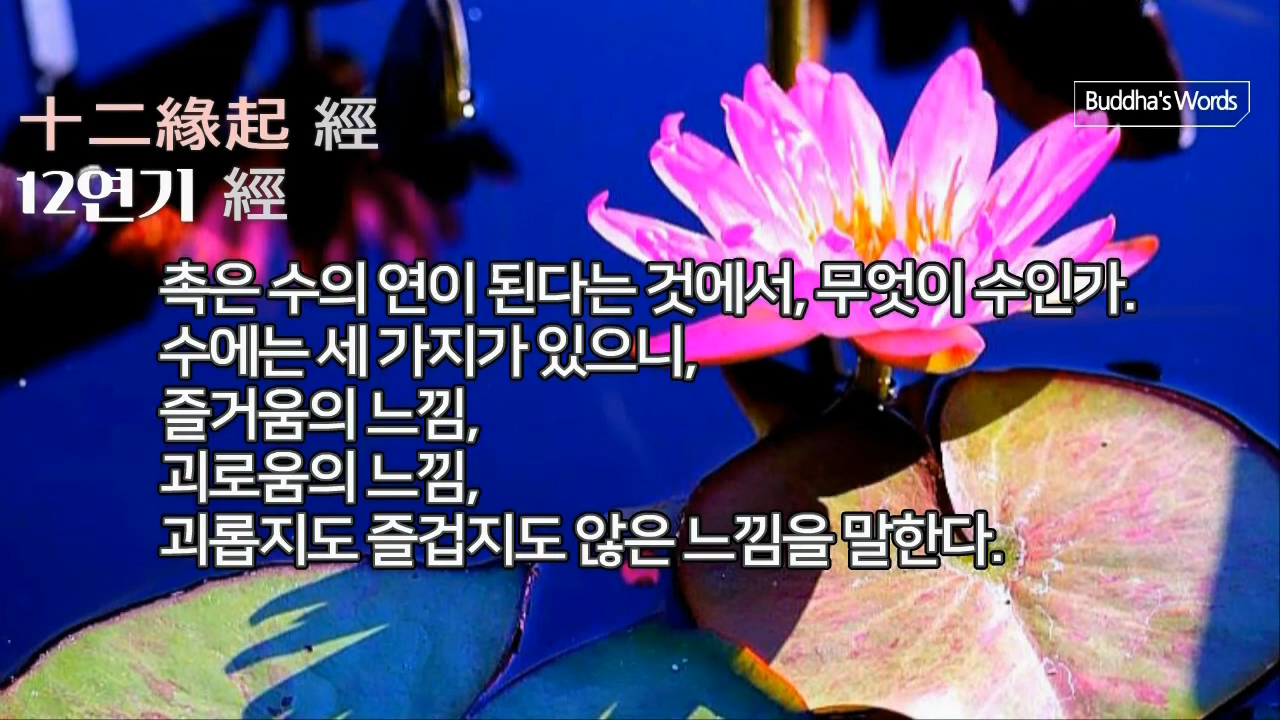 十二緣起 經
12연기 經
Buddha's Words
촉은 수의 연이 된다는 것에서, 무엇이 수인가.
수에는 세 가지가 있으니,
즐거움의 느낌,
괴로움의 느낌,
괴롭지도 즐겁지도 않은 느낌을 말한다.